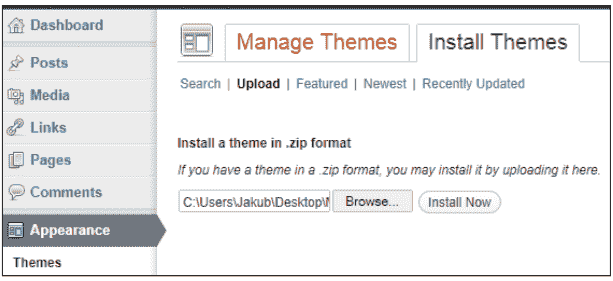 Dashboard
Posts
Media
Links
Pages
Comments
Appearance
Themes
Manage Themes Install Themes
Search | Upload | Featured | Newest | Recently Updated
Install a theme in .zip format
If you have a theme in a .zip format, you may install it by uploading it here.
C:\Users\Jakub\Desktop\ Browse... Install Now